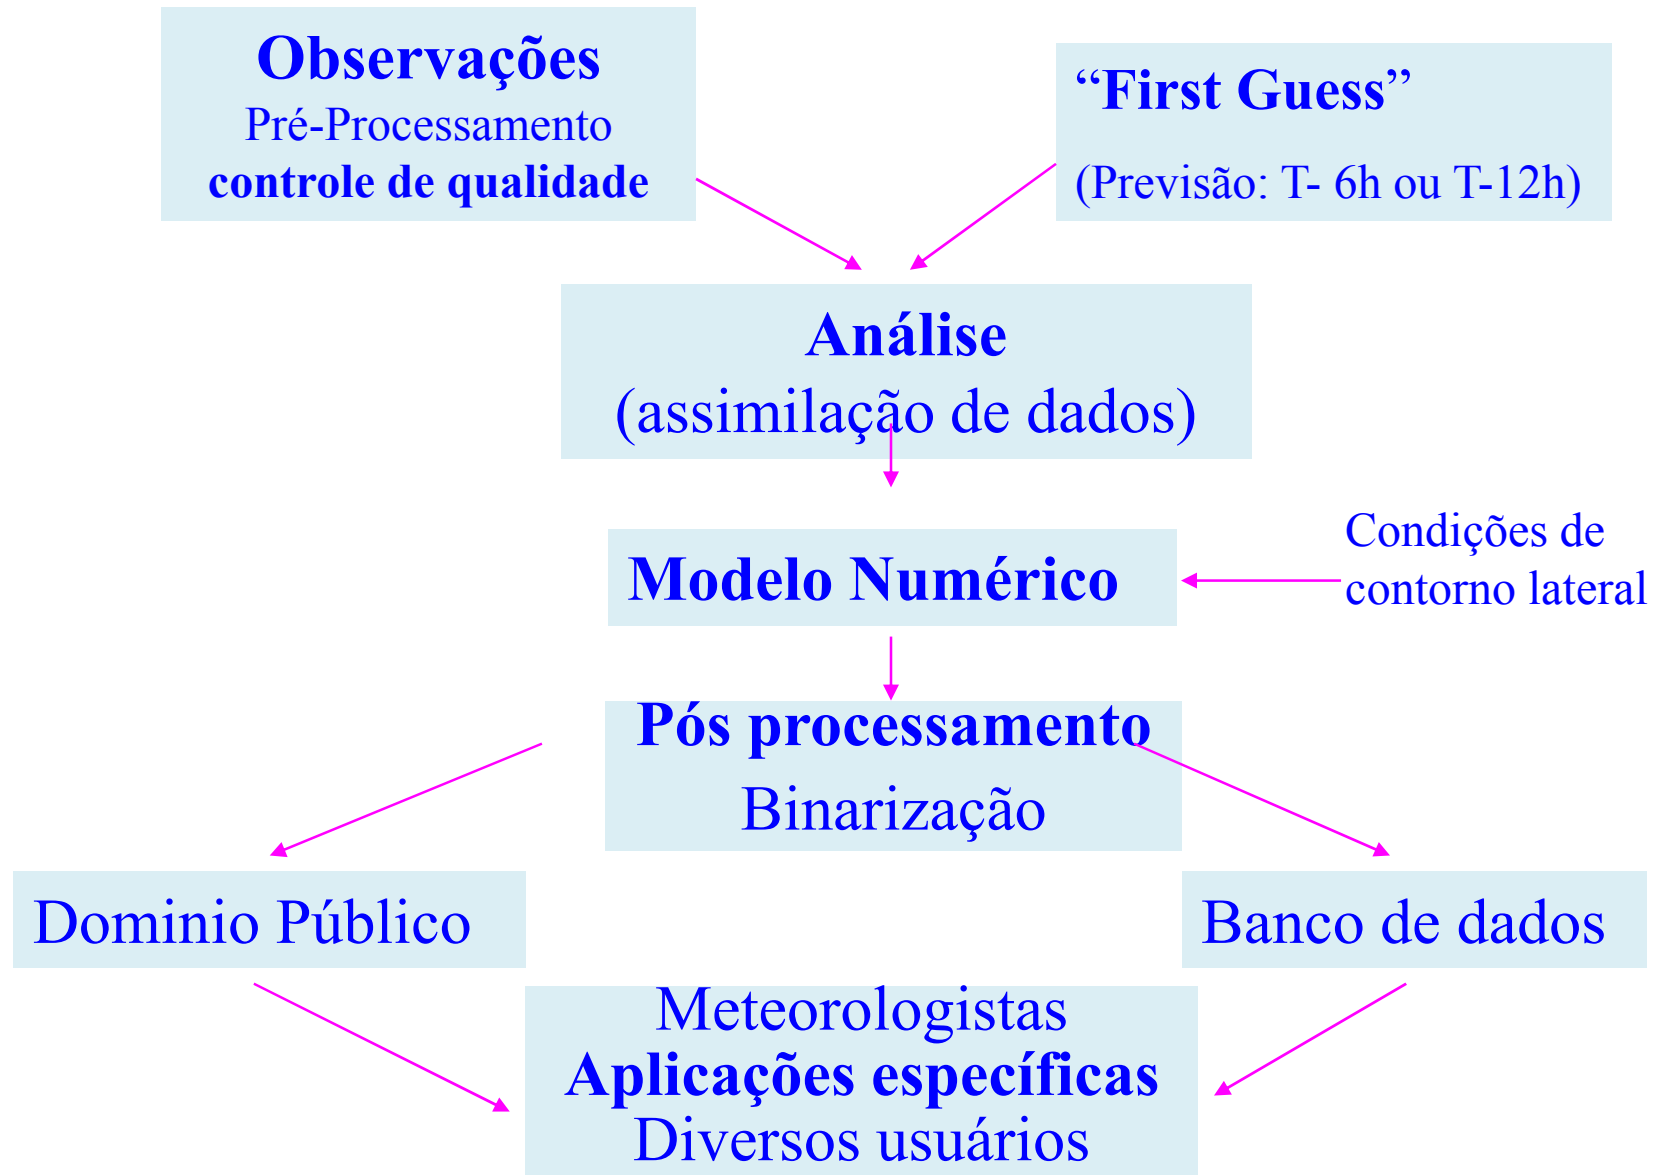 Observações
Pré-Processamento
controle de qualidade
“First Guess”
(Previsão: T- 6h ou T-12h)
Análise
(assimilação de dados)
Modelo Numérico
Condições de
contorno lateral
Pós processamento
Binarização
Dominio Público
Banco de dados
Meteorologistas
Aplicações específicas
Diversos usuários